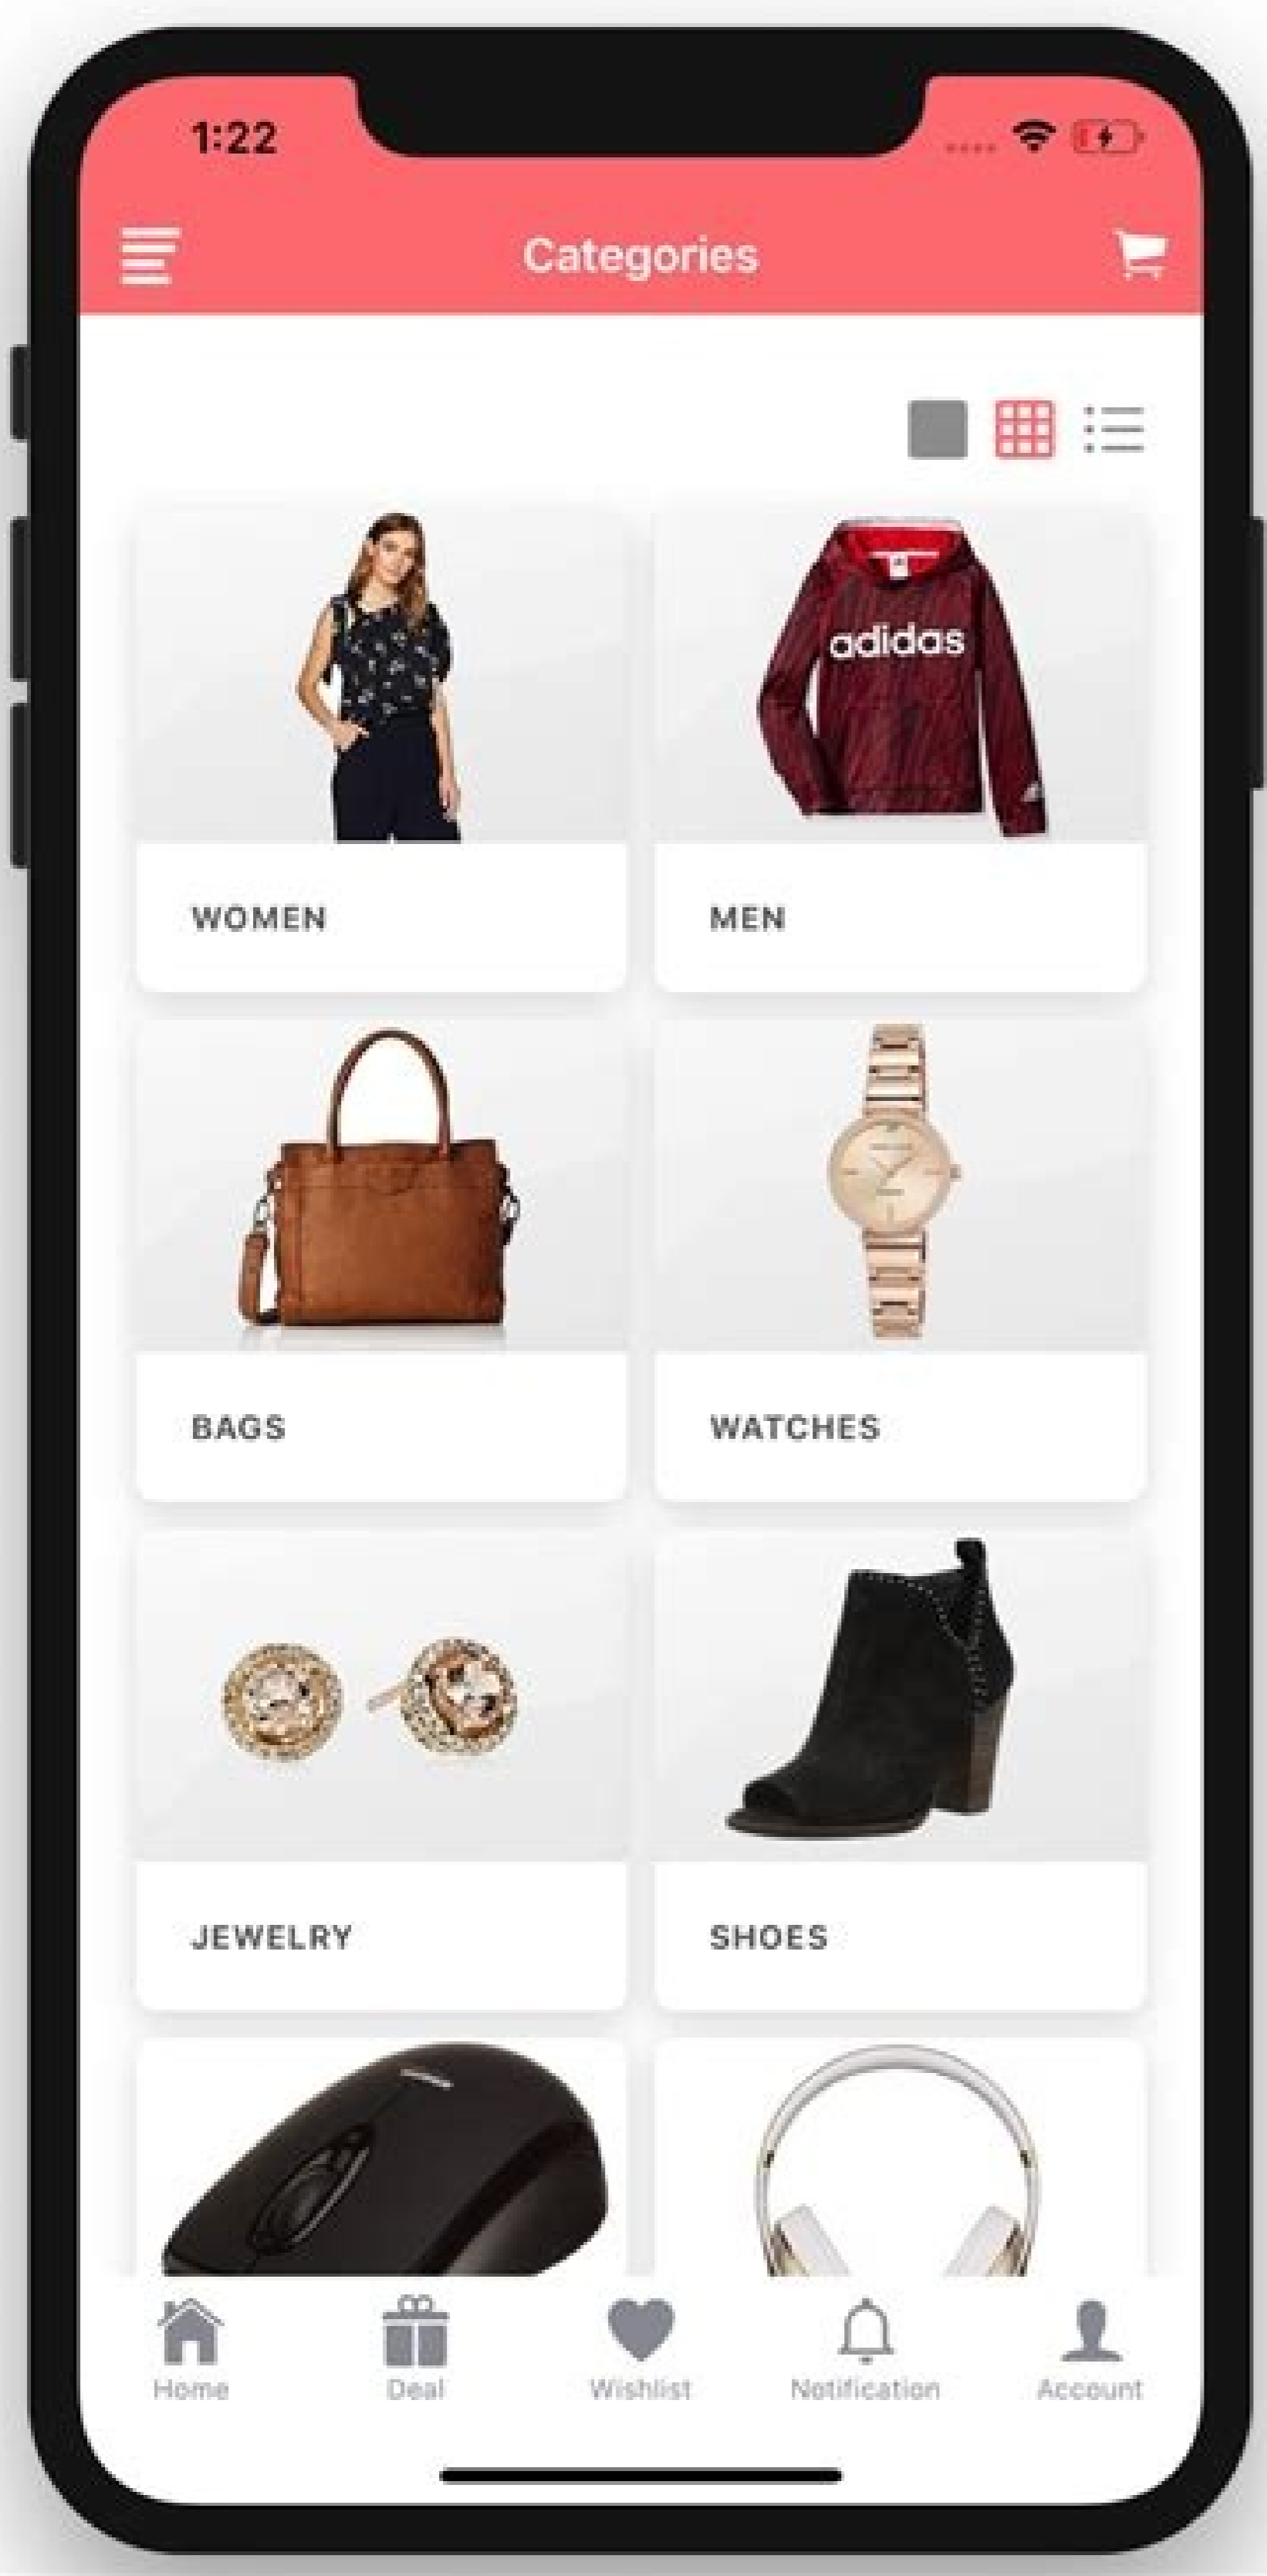 1:22
Categories
adidas
WOMEN
MEN
BAGS
WATCHES
JEWELRY
SHOES
Home
Deal
Wishlist
Notification
Account